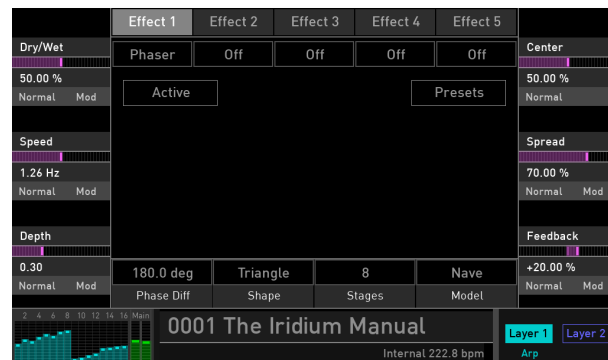 Effect 1 Effect 2 Effect 3 Effect 4 Effect 5
Phaser Off Off Off Off
Active Presets
Dry/Wet
50.00 %
Normal Mod
Speed
1.26 Hz
Normal Mod
Depth
0.30
Normal Mod
Center
50.00 %
Normal
Spread
70.00 %
Normal Mod
Feedback
+20.00 %
Normal Mod
180.0 deg Triangle 8 Nave
Phase Diff Shape Stages Model
2 4 6 8 10 12 14 16 Main
0001 The Iridium Manual
Internal 222.8 bpm
Layer 1 Layer 2
Arp